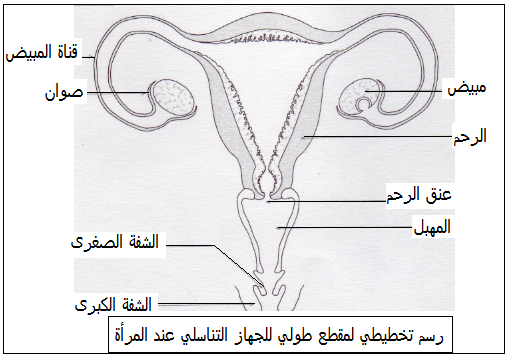 قناة المبيض
صوان
مبيض
الرحم
عنق الرحم
المهبل
الشفة الصغرى
الشفة الكبرى
رسم تخطيطي لمقطع طولي للجهاز التناسلي عند المرأة